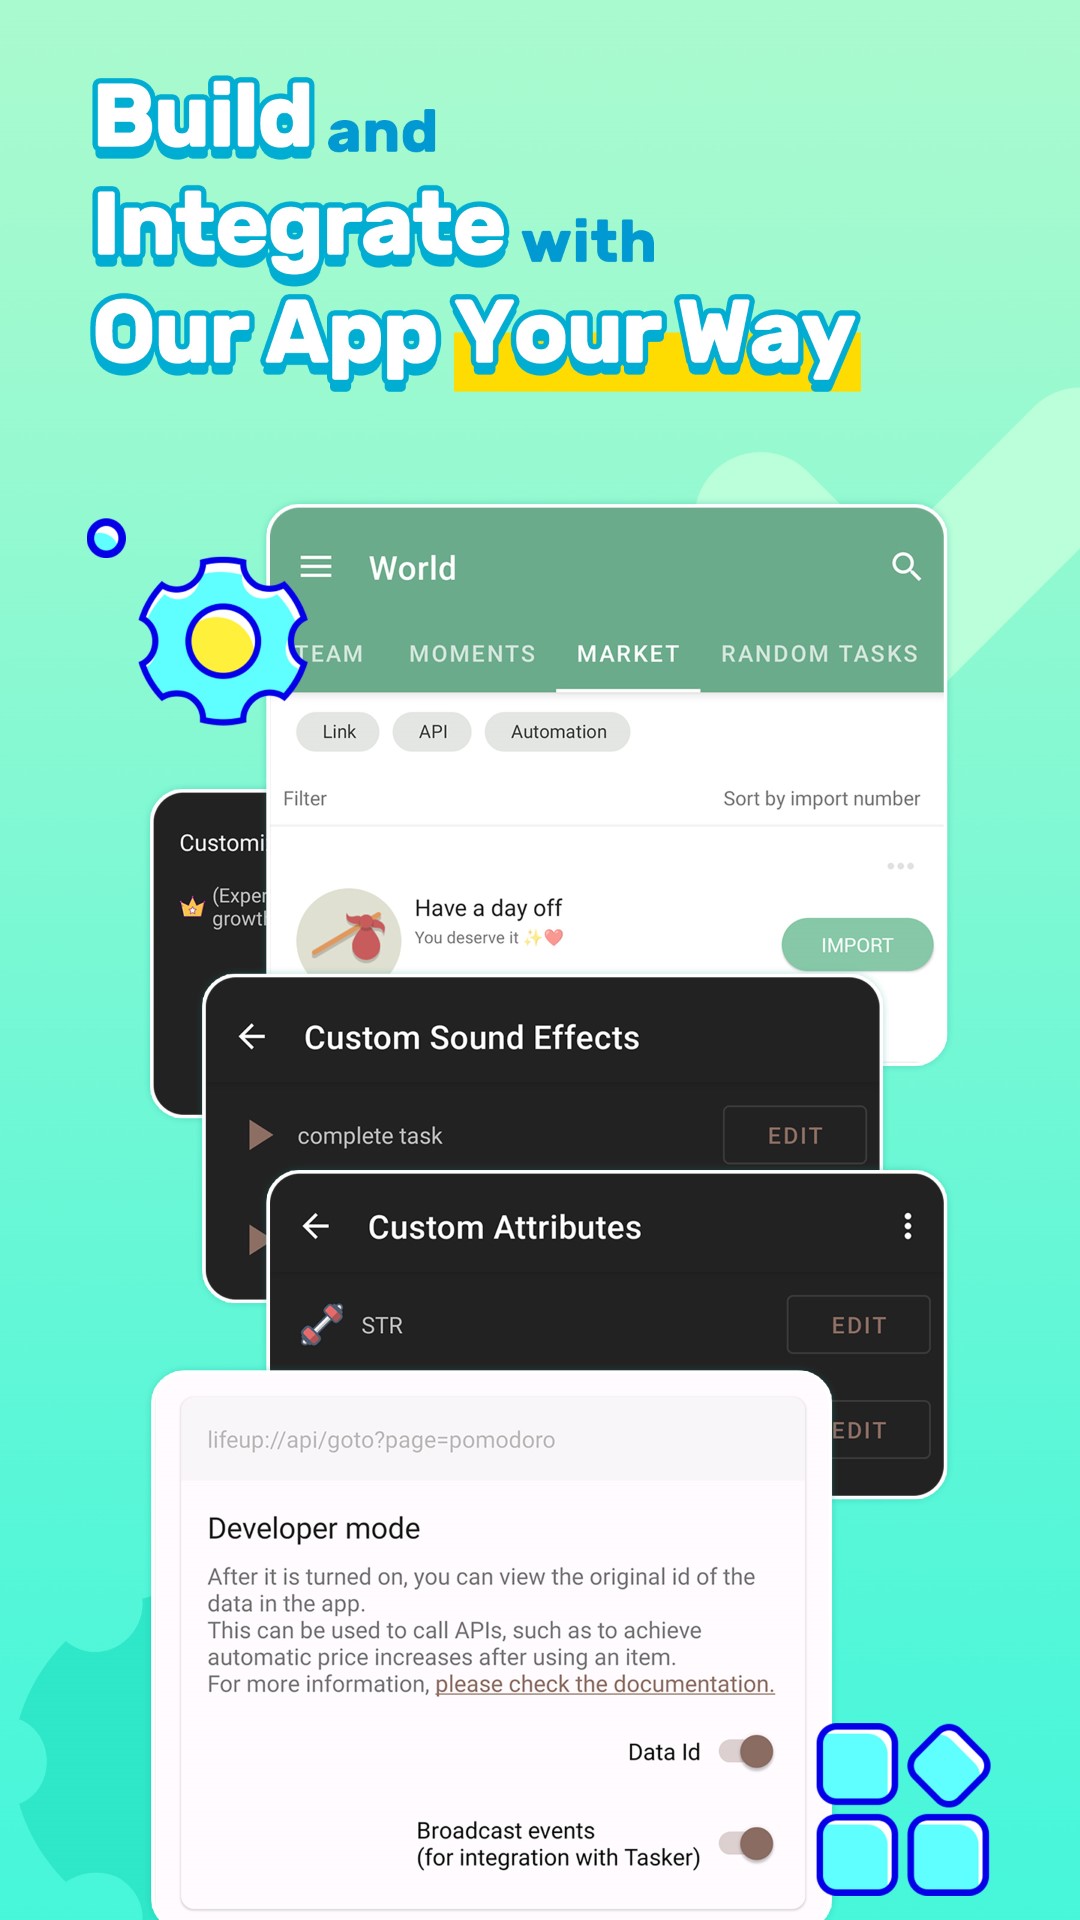 Build and
Integrate with
Our App Your Way
World
TEAM MOMENTS MARKET RANDOM TASKS
Link API Automation
Filter Sort by import number
Customi
(Exper
growth
Have a day off
You deserve it ✨❤️
IMPORT
Custom Sound Effects
complete task EDIT
Custom Attributes
STR EDIT
EDIT
lifeup://api/goto?page=pomodoro
Developer mode
After it is turned on, you can view the original id of the
data in the app.
This can be used to call APIs, such as to achieve
automatic price increases after using an item.
For more information, please check the documentation.
Data Id
Broadcast events
(for integration with Tasker)